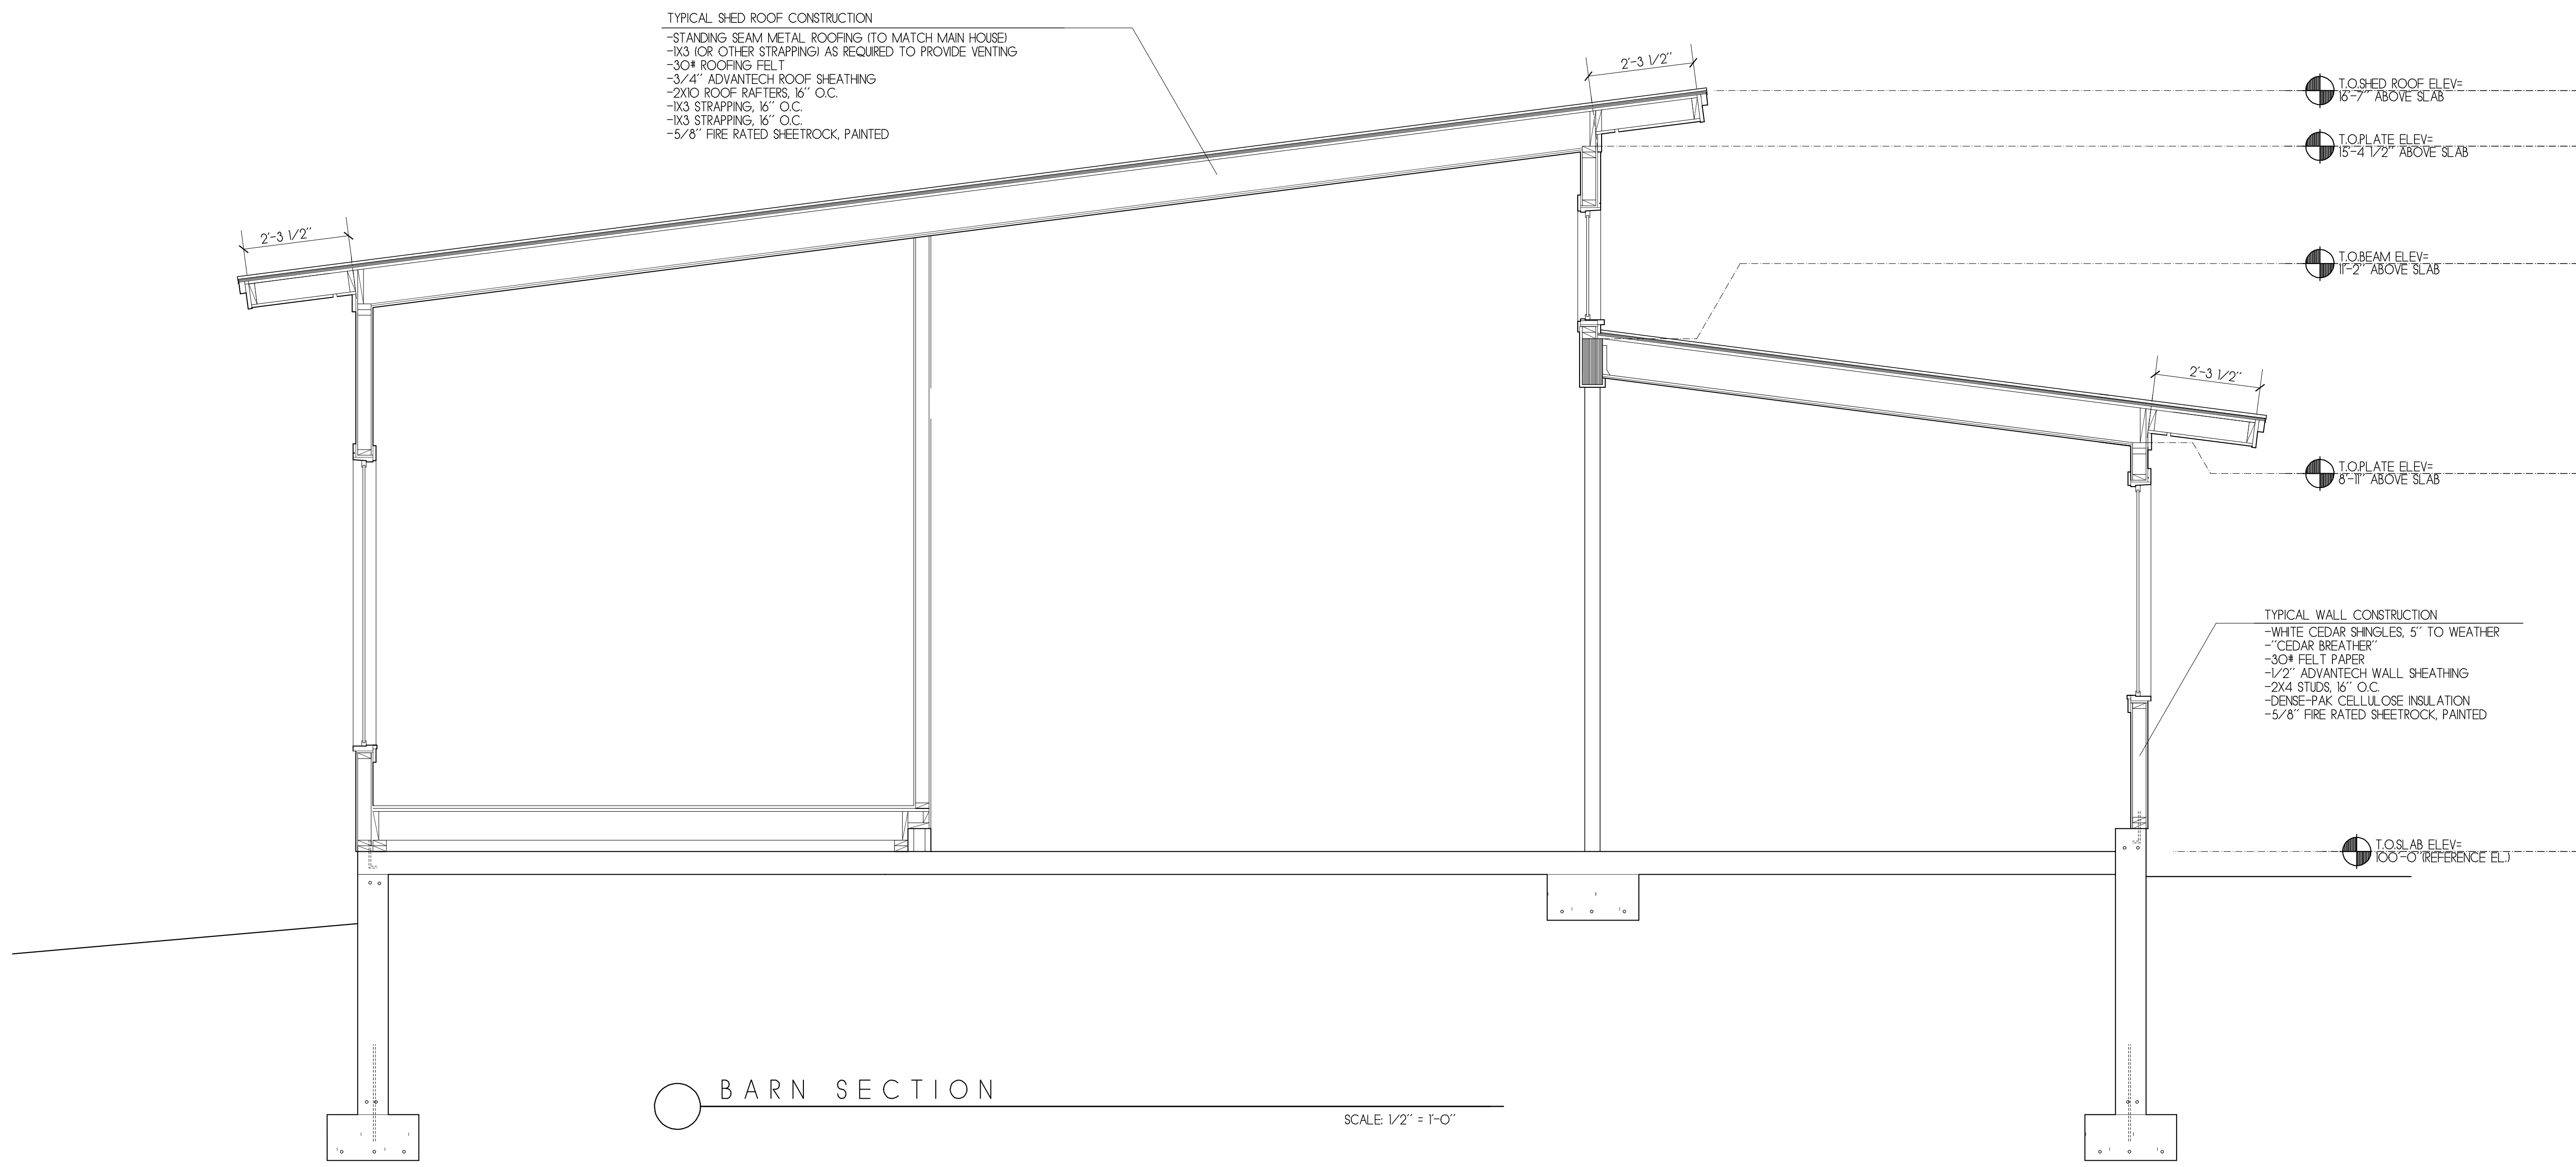 TYPICAL SHED ROOF CONSTRUCTION
-STANDING SEAM METAL ROOFING (TO MATCH MAIN HOUSE)
-1X3 (OR OTHER STRAPPING) AS REQUIRED TO PROVIDE VENTING
-30# ROOFING FELT
-3/4" ADVANTECH ROOF SHEATHING
-2X10 ROOF RAFTERS, 16" O.C.
-1X3 STRAPPING, 16" O.C.
-1X3 STRAPPING, 16" O.C.
-5/8" FIRE RATED SHEETROCK, PAINTED
2'-3 1/2"
2'-3 1/2"
2'-3 1/2"
T.O.SHED ROOF ELEV=
16'-7" ABOVE SLAB
T.O.PLATE ELEV=
15'-4 1/2" ABOVE SLAB
T.O.BEAM ELEV=
11'-2" ABOVE SLAB
T.O.PLATE ELEV=
8'-11" ABOVE SLAB
TYPICAL WALL CONSTRUCTION
-WHITE CEDAR SHINGLES, 5" TO WEATHER
-"CEDAR BREATHER"
-30# FELT PAPER
-1/2" ADVANTECH WALL SHEATHING
-2X4 STUDS, 16" O.C.
-DENSE-PAK CELLULOSE INSULATION
-5/8" FIRE RATED SHEETROCK, PAINTED
T.O.SLAB ELEV=
100'-0" (REFERENCE EL.)
BARN SECTION
SCALE: 1/2" = 1'-0"